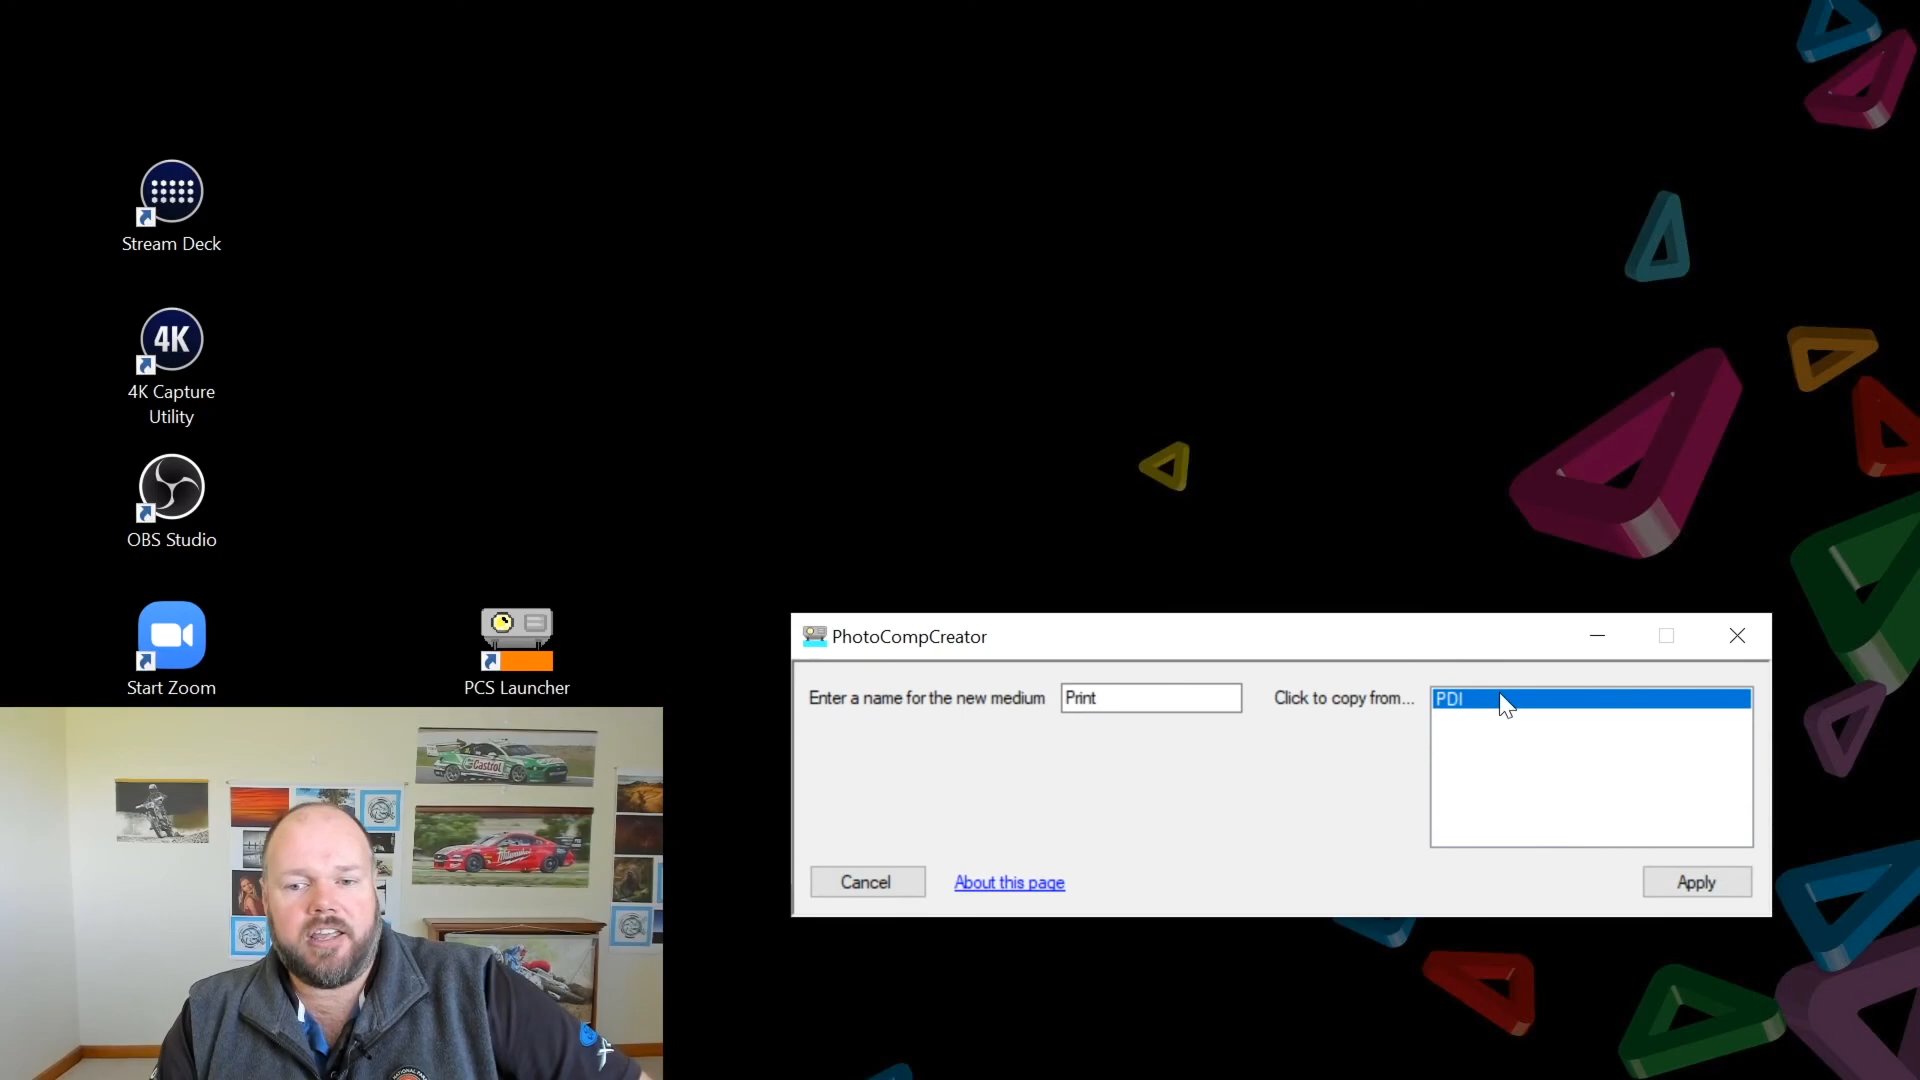 Stream Deck
4K
4K Capture
Utility
OBS Studio
Start Zoom
PCS Launcher
PhotoCompCreator
Enter a name for the new medium
Print
Click to copy from...
PDI
Cancel
About this page
Apply
Castrol
Milwaukee